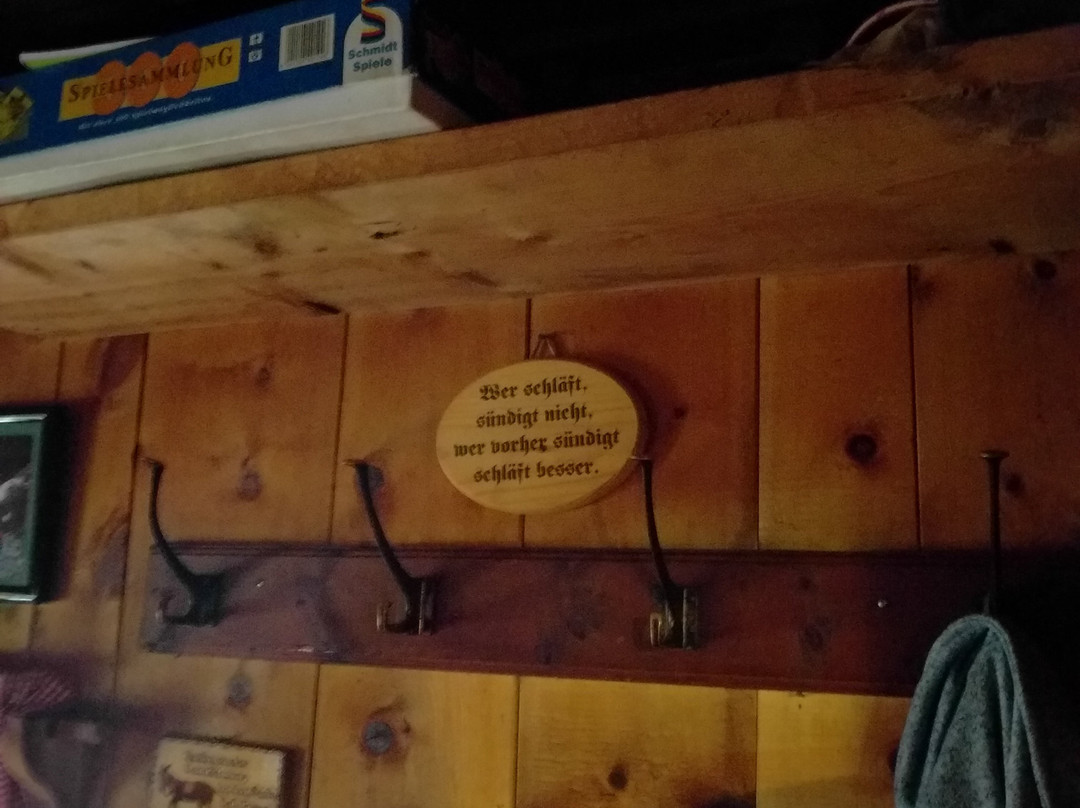 Schmidt
Spiele
SPIELESAMMLUNG
Wer schläft,
sündigt nicht,
wer vorher sündigt
schläft besser.